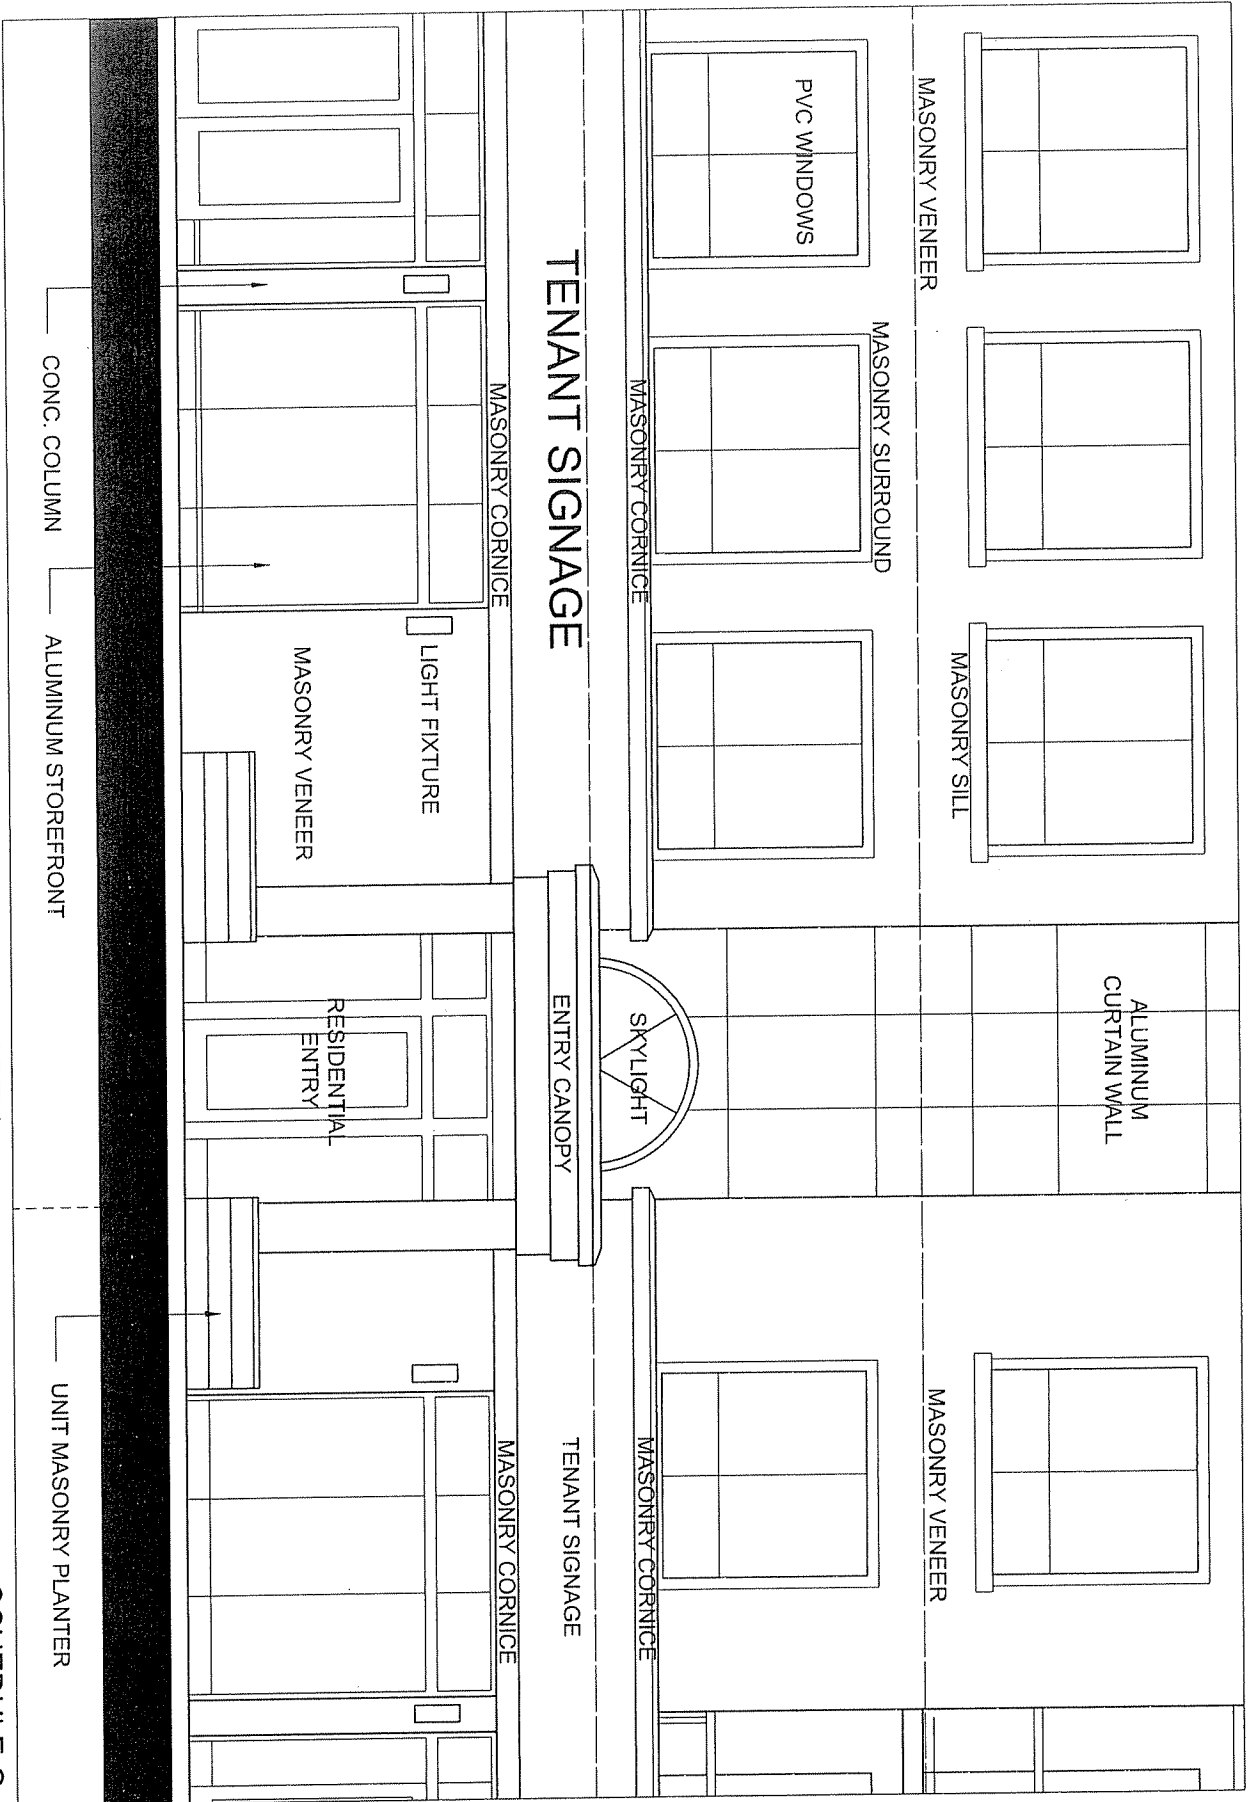 MASONRY VENEER
PVC WINDOWS
MASONRY SURROUND
MASONRY SILL
ALUMINUM
CURTAIN WALL
MASONRY VENEER
MASONRY CORNICE
SKYLIGHT
MASONRY CORNICE
TENANT SIGNAGE
ENTRY CANOPY
TENANT SIGNAGE
MASONRY CORNICE
MASONRY CORNICE
LIGHT FIXTURE
MASONRY VENEER
RESIDENTIAL
ENTRY
CONC. COLUMN
ALUMINUM STOREFRONT
UNIT MASONRY PLANTER